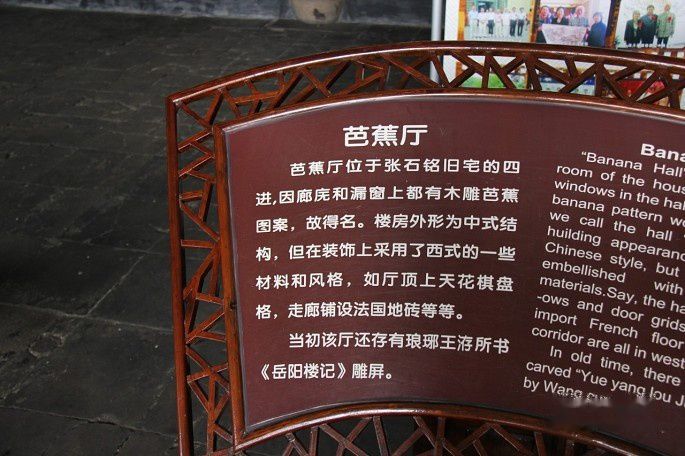 芭蕉厅
芭蕉厅位于张石铭旧宅的四
进,因廊庑和漏窗上都有木雕芭蕉
图案，故得名。楼房外形为中式结
构，但在装饰上采用了西式的一些
材料和风格，如厅顶上天花棋盘
格，走廊铺设法国地砖等等。
当初该厅还存有琅琊王洊所书
《岳阳楼记》雕屏。
Bana
"Banana Hall"
room of the hous
windows in the hal
banana pattern wo
we call the hall
huilding appearanc
Chinese style, but
embellished with
materials.Say, the ha
-ows and door grids
import French floor
corridor are all in west
In old time, there
carved "Yue yang lou Ji
by Wang